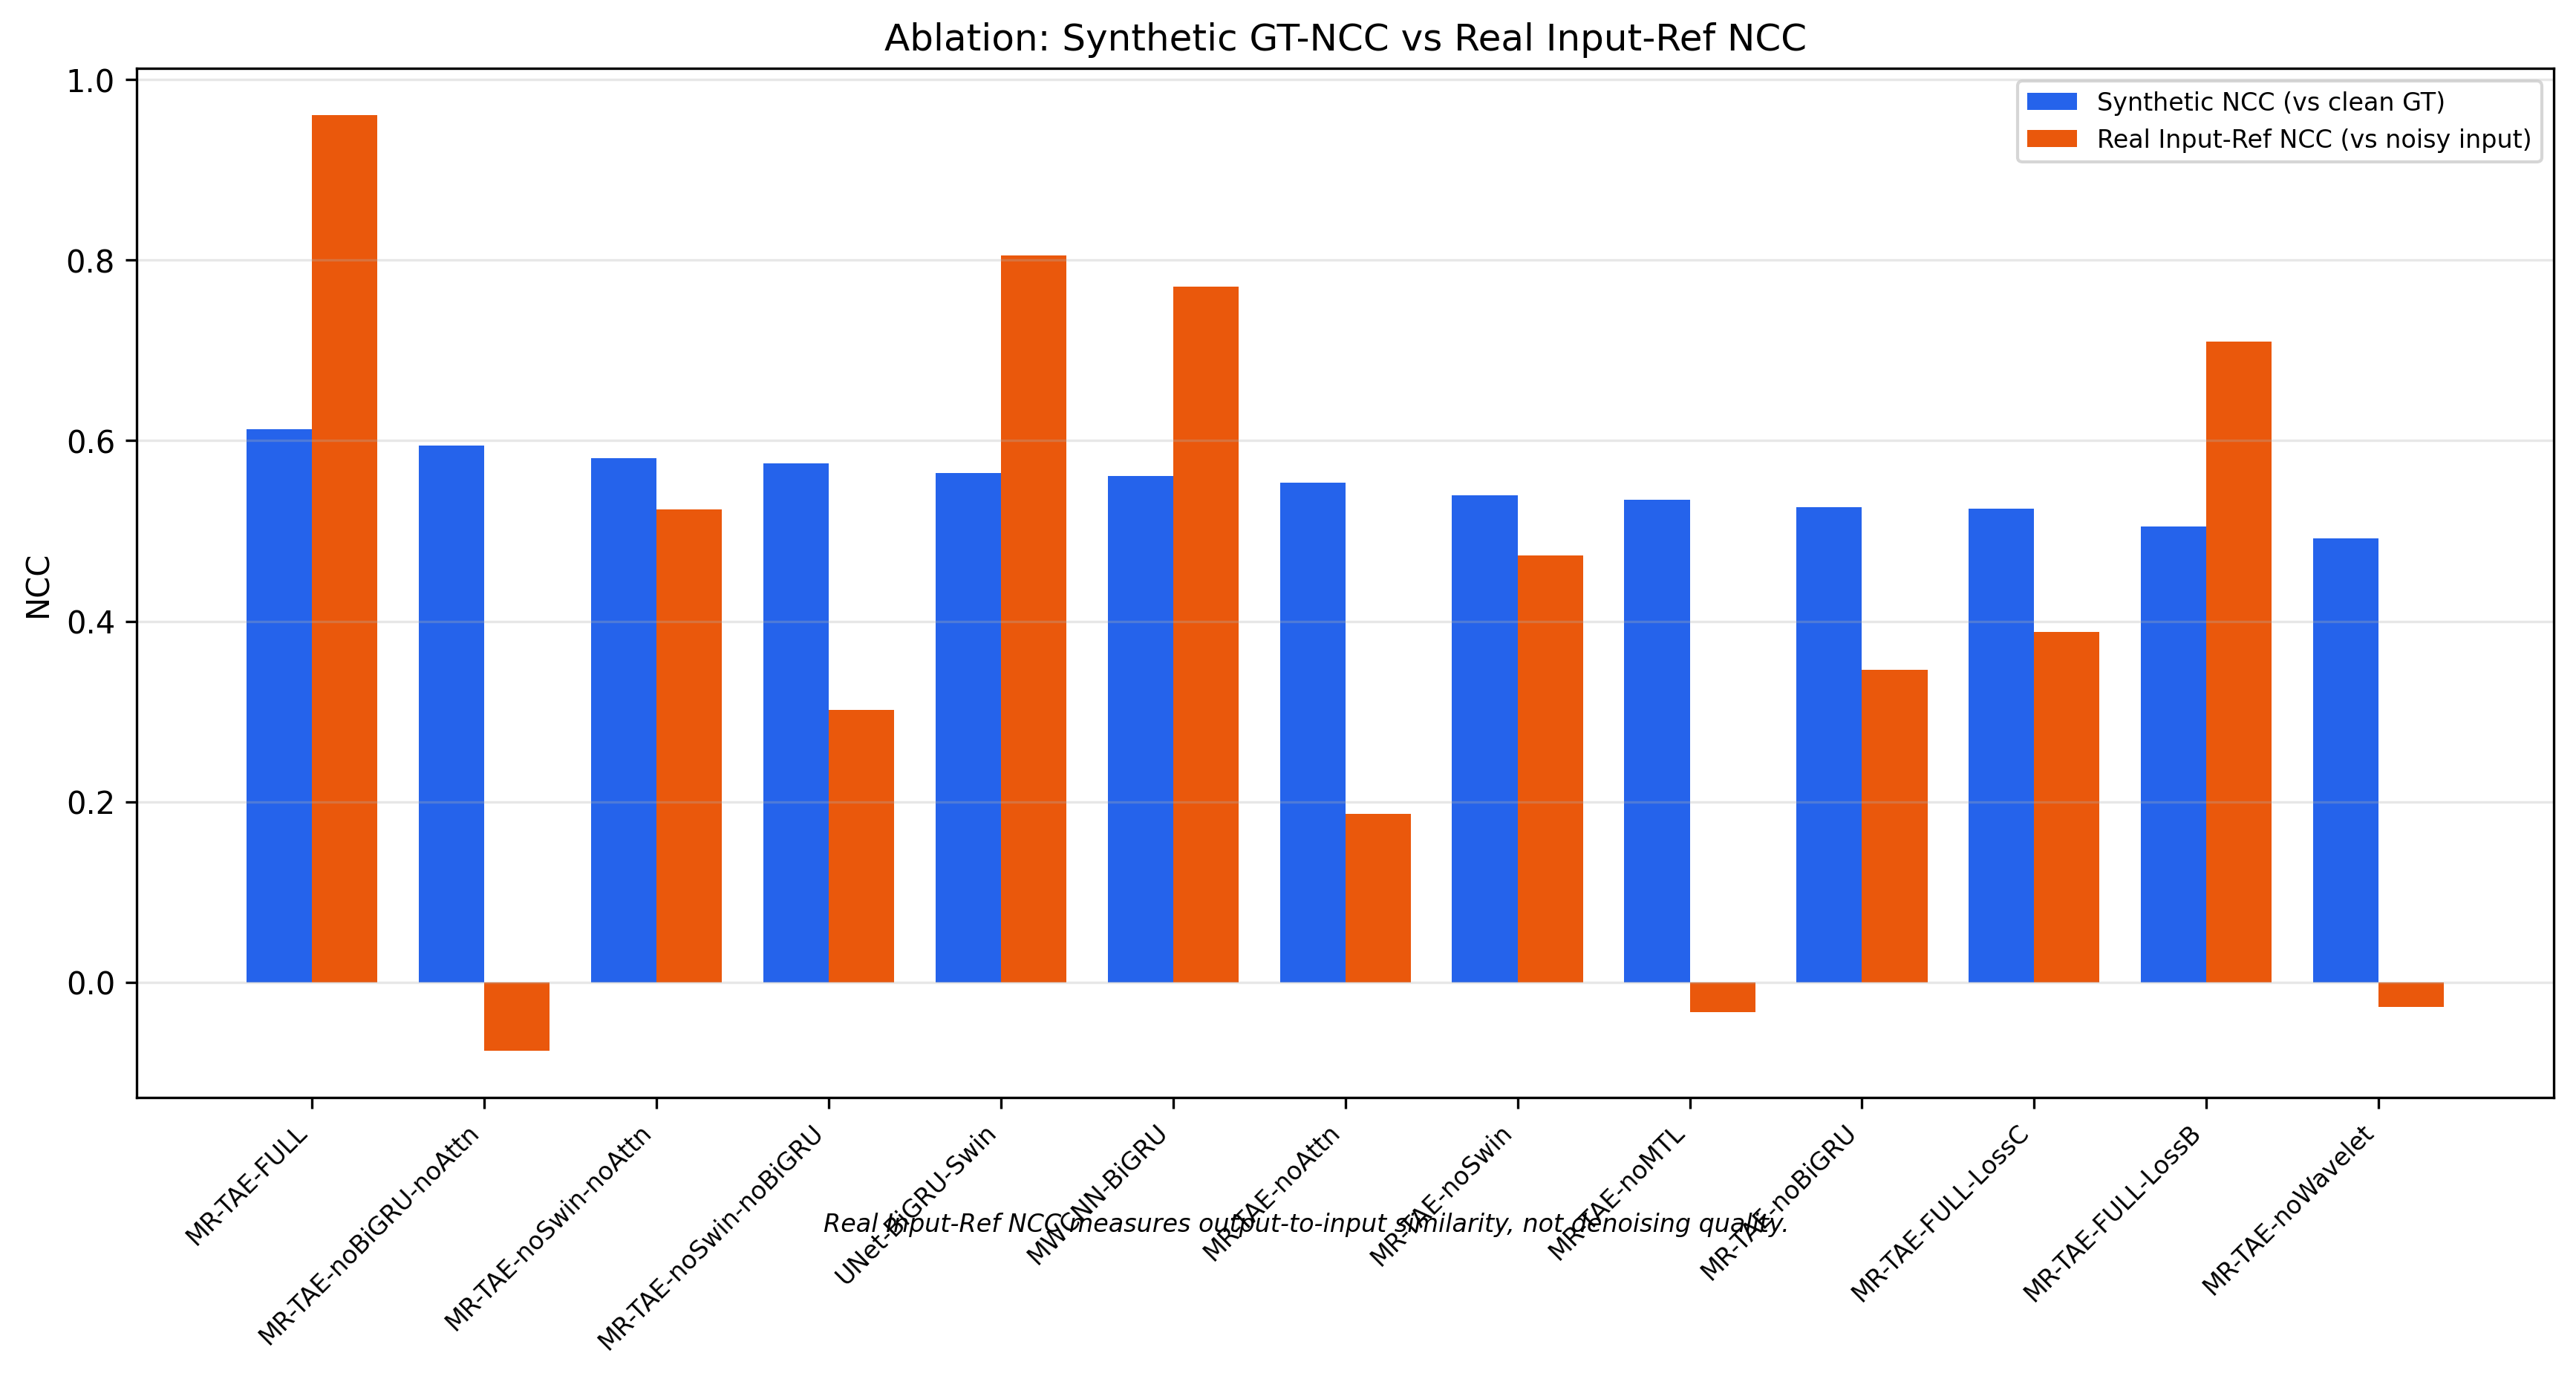 Ablation: Synthetic GT-NCC vs Real Input-Ref NCC
Synthetic NCC (vs clean GT)
Real Input-Ref NCC (vs noisy input)
NCC
1.0
0.8
0.6
0.4
0.2
0.0
MR-TAE-FULL
MR-TAE-noBiGRU-noAttn
MR-TAE-noSwin-noAttn
MR-TAE-noSwin-noBiGRU
UNet-BiGRU-Swin
MWCNN-BiGRU
MR-TAE-noAttn
MR-TAE-noSwin
MR-TAE-noMTL
MR-TAE-noBiGRU
MR-TAE-FULL-LossC
MR-TAE-FULL-LossB
MR-TAE-noWavelet
Real Input-Ref NCC measures output-to-input similarity, not denoising quality.